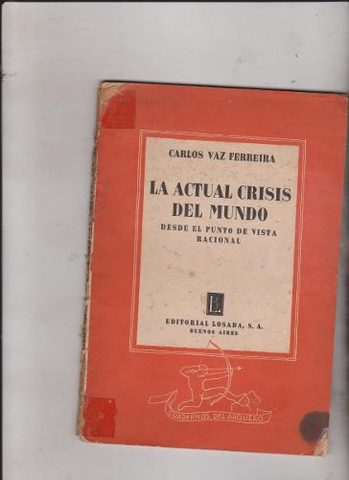 CARLOS VAZ FERREIRA
LA ACTUAL CRISIS
DEL MUNDO
DESDE EL PUNTO DE VISTA
RACIONAL
EDITORIAL LOSADA, S. A.
BUENOS AIRES
CUADERNOS DEL ARQUERO